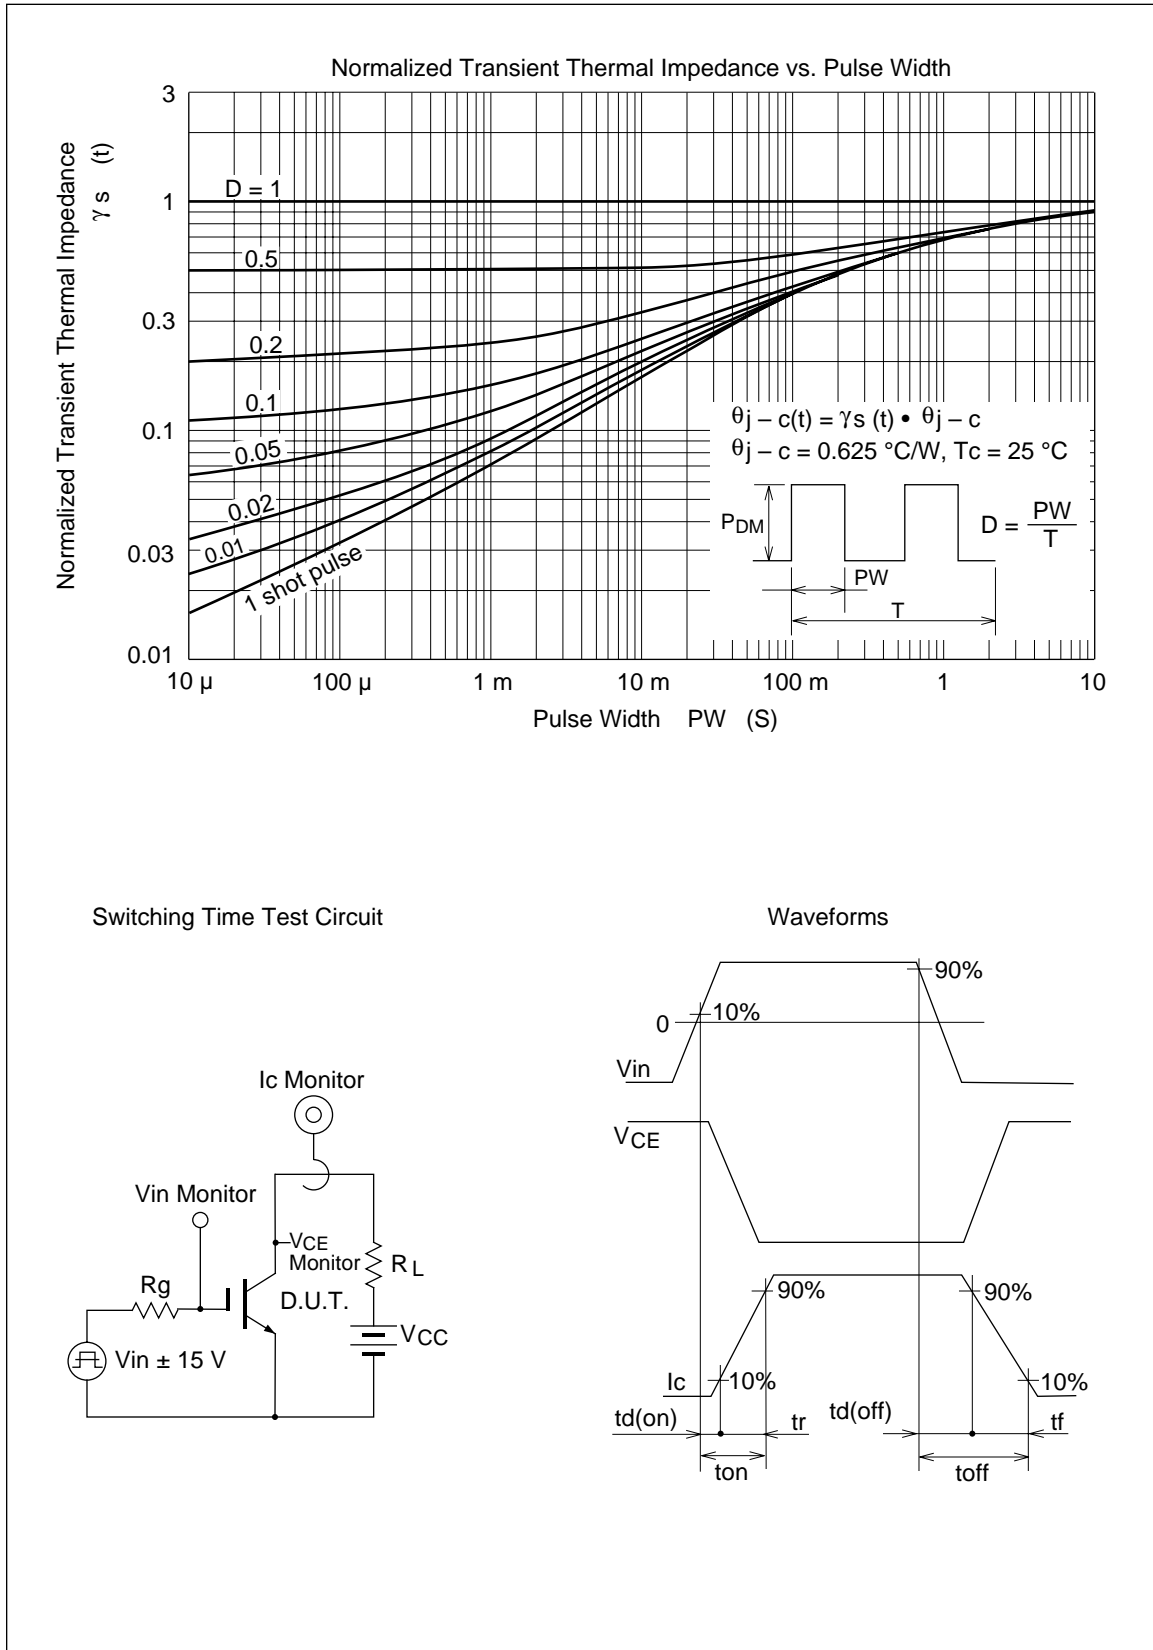 Normalized Transient Thermal Impedance vs. Pulse Width
Normalized Transient Thermal Impedance
γ s (t)
3
1
0.3
0.1
0.03
0.01
D = 1
0.5
0.2
0.1
0.05
0.02
0.01
1 shot pulse
θj – c(t) = γ s (t) • θj – c
θj – c = 0.625 °C/W, Tc = 25 °C
PDM
D = PW
T
PW
T
10 µ
100 µ
1 m
10 m
100 m
1
10
Pulse Width PW (S)
Switching Time Test Circuit
Ic Monitor
Vin Monitor
VCE
Monitor
RL
Rg
D.U.T.
VCC
Vin ± 15 V
Waveforms
90%
10%
0
Vin
VCE
90%
90%
Ic
10%
10%
td(on)
tr
td(off)
tf
ton
toff